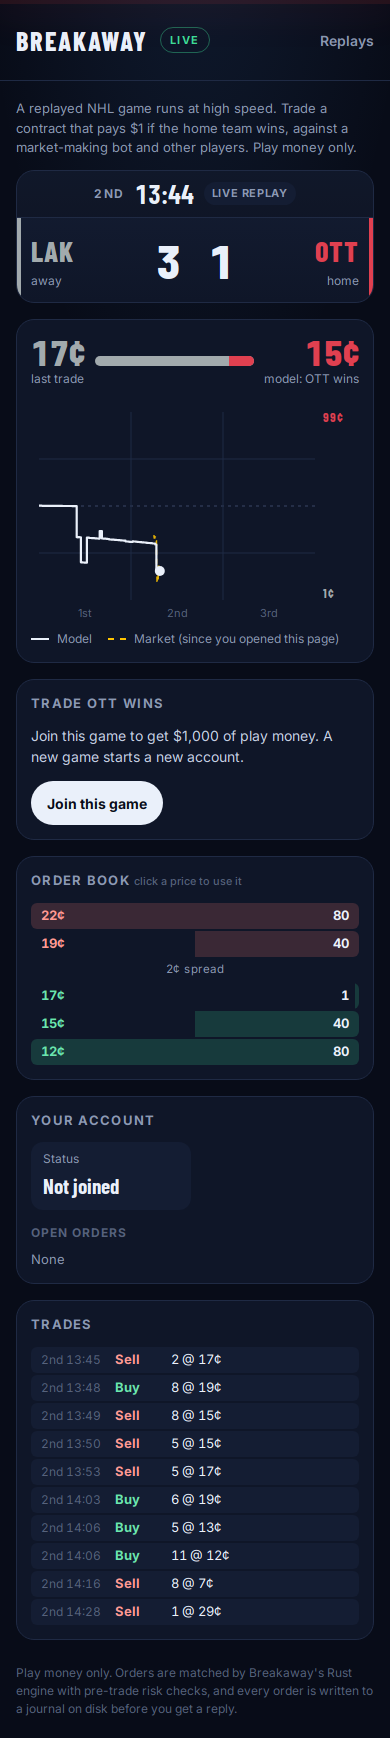 BREAKAWAY LIVE Replays
A replayed NHL game runs at high speed. Trade a
contract that pays $1 if the home team wins, against a
market-making bot and other players. Play money only.
2ND 13:44 LIVE REPLAY
LAK 3 1 OTT
away home
17¢ 15¢
last trade model: OTT wins
99¢
1¢
1st 2nd 3rd
Model Market (since you opened this page)
TRADE OTT WINS
Join this game to get $1,000 of play money. A
new game starts a new account.
Join this game
ORDER BOOK click a price to use it
22¢ 80
19¢ 40
2¢ spread
17¢ 1
15¢ 40
12¢ 80
YOUR ACCOUNT
Status
Not joined
OPEN ORDERS
None
TRADES
2nd 13:45 Sell 2 @ 17¢
2nd 13:48 Buy 8 @ 19¢
2nd 13:49 Sell 8 @ 15¢
2nd 13:50 Sell 5 @ 15¢
2nd 13:53 Sell 5 @ 17¢
2nd 14:03 Buy 6 @ 19¢
2nd 14:06 Buy 5 @ 13¢
2nd 14:06 Buy 11 @ 12¢
2nd 14:16 Sell 8 @ 7¢
2nd 14:28 Sell 1 @ 29¢
Play money only. Orders are matched by Breakaway's Rust
engine with pre-trade risk checks, and every order is written to
a journal on disk before you get a reply.